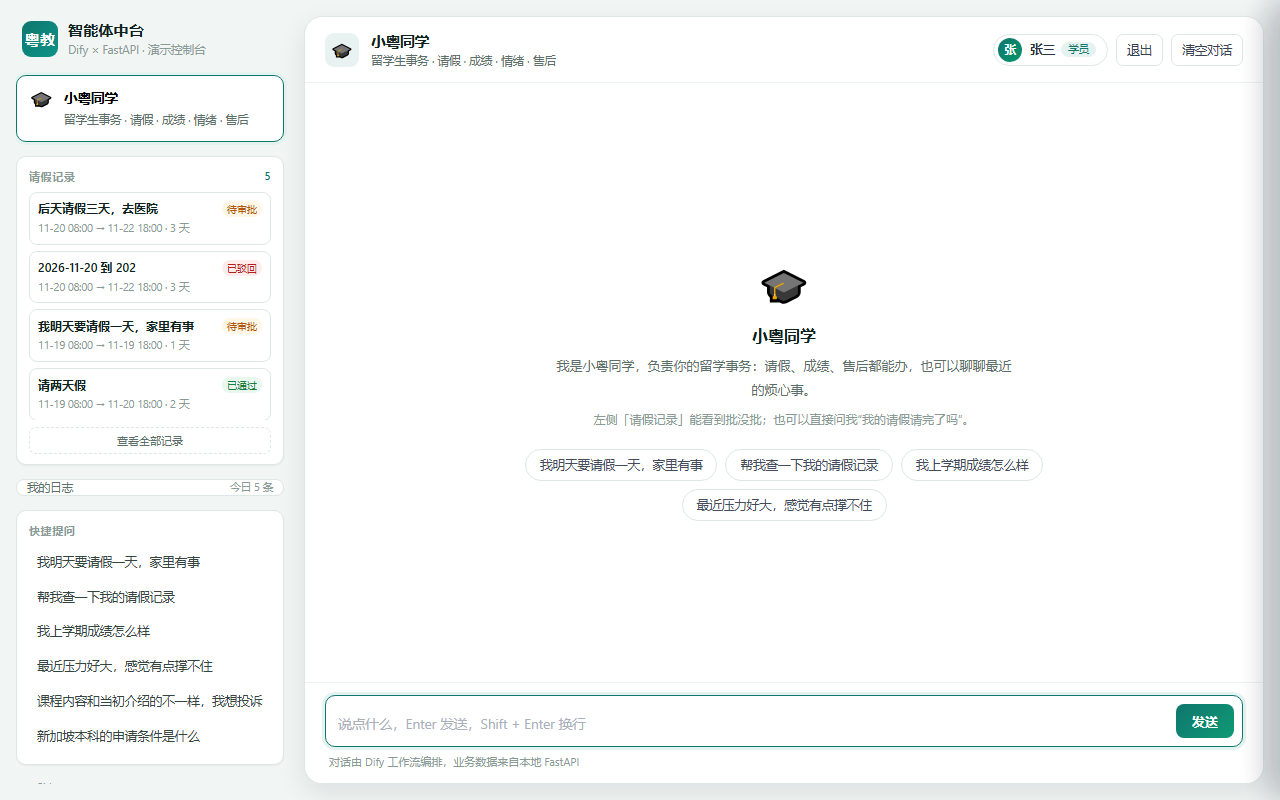 粤教
智能体中台
Dify × FastAPI · 演示控制台
小粤同学
留学生事务 · 请假 · 成绩 · 情绪 · 售后
请假记录
5
后天请假三天，去医院
待审批
11-20 08:00 → 11-22 18:00 · 3 天
2026-11-20 到 202
已驳回
11-20 08:00 → 11-22 18:00 · 3 天
我明天要请假一天，家里有事
待审批
11-19 08:00 → 11-19 18:00 · 1 天
请两天假
已通过
11-19 08:00 → 11-20 18:00 · 2 天
查看全部记录
我的日志
今日 5 条
快捷提问
我明天要请假一天，家里有事
帮我查一下我的请假记录
我上学期成绩怎么样
最近压力好大，感觉有点撑不住
课程内容和当初介绍的不一样，我想投诉
新加坡本科的申请条件是什么
小粤同学
留学生事务 · 请假 · 成绩 · 情绪 · 售后
张
张三
学员
退出
清空对话
小粤同学
我是小粤同学，负责你的留学事务：请假、成绩、售后都能办，也可以聊聊最近
的烦心事。
左侧「请假记录」能看到批没批；也可以直接问我"我的请假请完了吗"。
我明天要请假一天，家里有事
帮我查一下我的请假记录
我上学期成绩怎么样
最近压力好大，感觉有点撑不住
说点什么，Enter 发送，Shift + Enter 换行
发送
对话由 Dify 工作流编排，业务数据来自本地 FastAPI